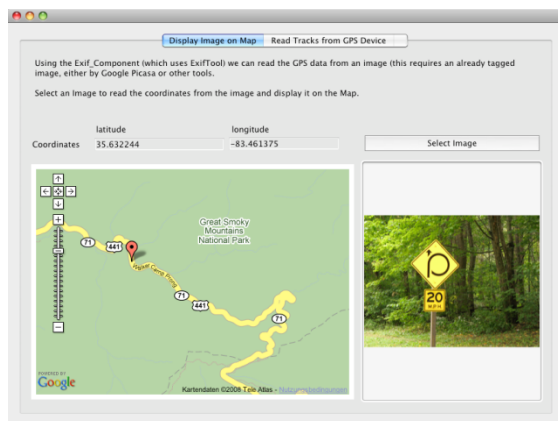 Display Image on Map
Read Tracks from GPS Device
Using the Exif_Component (which uses ExifTool) we can read the GPS data from an image (this requires an already tagged
image, either by Google Picasa or other tools.
Select an Image to read the coordinates from the image and display it on the Map.
latitude
longitude
Coordinates
35.632244
-83.461375
Select Image
Great Smoky
Mountains
National Park
71
441
71
441
71
POWERED BY
Google
Kartendaten ©2008 Tele Atlas - Nutzungsbedingungen
20
MPH